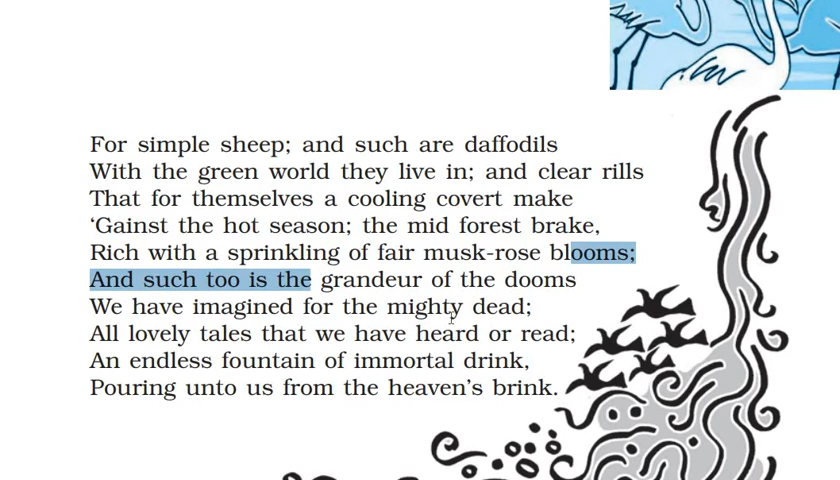 For simple sheep; and such are daffodils
With the green world they live in; and clear rills
That for themselves a cooling covert make
‘Gainst the hot season; the mid forest brake,
Rich with a sprinkling of fair musk-rose blooms;
And such too is the grandeur of the dooms
We have imagined for the mighty dead;
All lovely tales that we have heard or read;
An endless fountain of immortal drink,
Pouring unto us from the heaven’s brink.